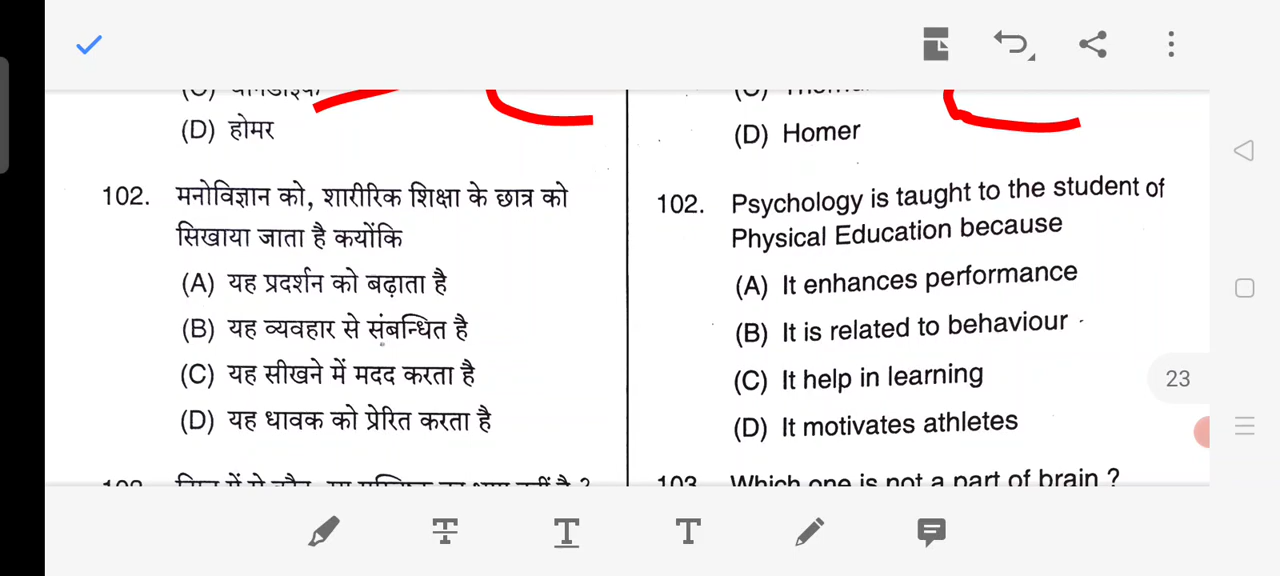 (D) होमर
102. मनोविज्ञान को, शारीरिक शिक्षा के छात्र को
सिखाया जाता है कयोंकि
(A) यह प्रदर्शन को बढ़ाता है
(B) यह व्यवहार से संबन्धित है
(C) यह सीखने में मदद करता है
(D) यह धावक को प्रेरित करता है
(D) Homer
102. Psychology is taught to the student of
Physical Education because
(A) It enhances performance
(B) It is related to behaviour
(C) It help in learning
(D) It motivates athletes
103. Which one is not a part of brain ?
23